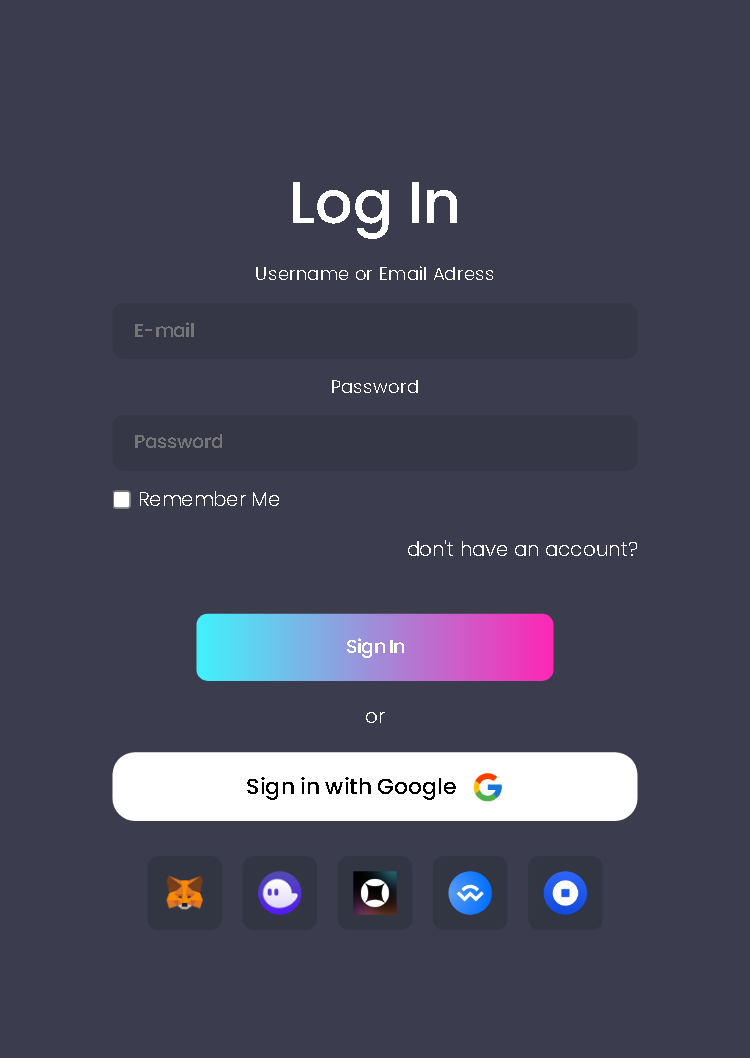 Log In
Username or Email Adress
E-mail
Password
Password
Remember Me
don't have an account?
Sign In
or
Sign in with Google